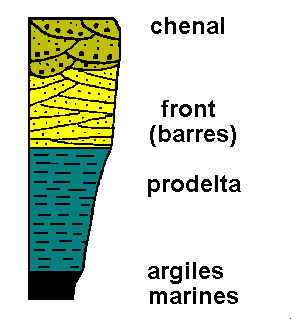 chenal
front
(barres)
prodelta
argiles
marines